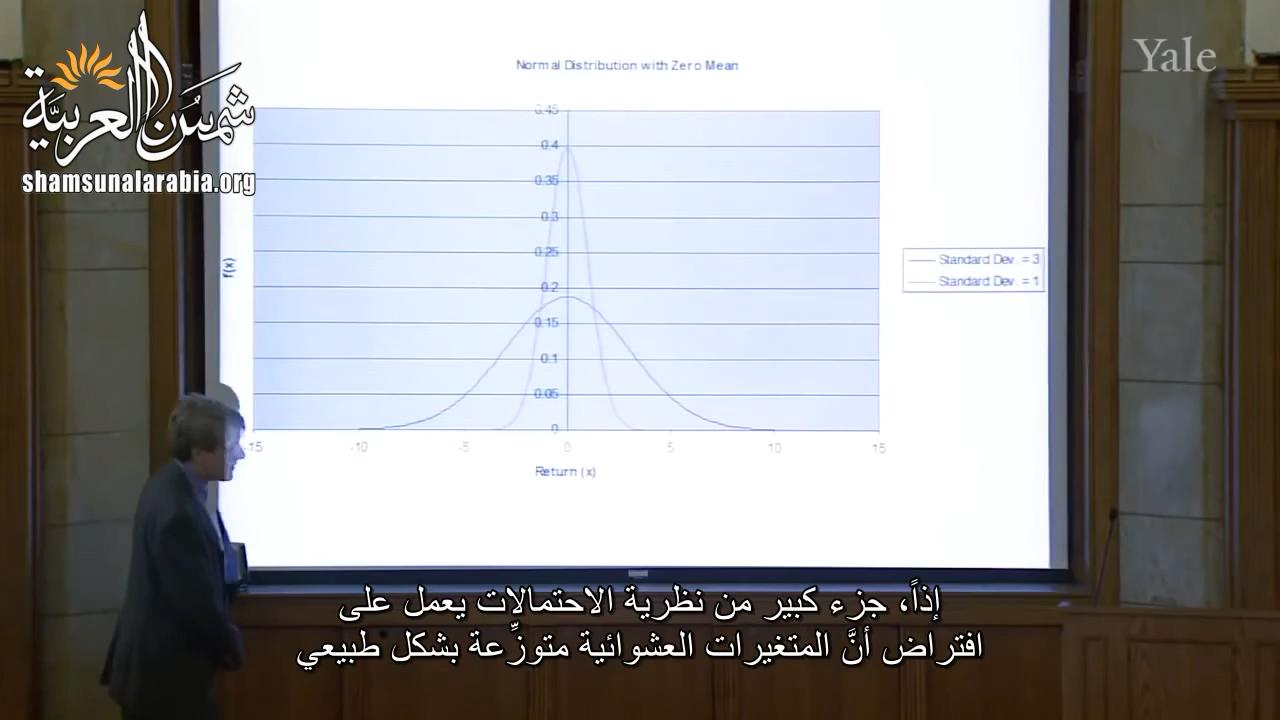 شمسُ العربيَّة
shamsunalarabia.org
Yale
Normal Distribution with Zero Mean
0.45
0.4
0.35
0.3
0.25
0.2
0.15
0.1
0.05
0
f(x)
-15 -10 -5 0 5 10 15
Return (x)
Standard Dev. = 3
Standard Dev. = 1
إذاً، جزء كبير من نظرية الاحتمالات يعمل على
افتراض أنَّ المتغيرات العشوائية متوزِّعة بشكل طبيعي